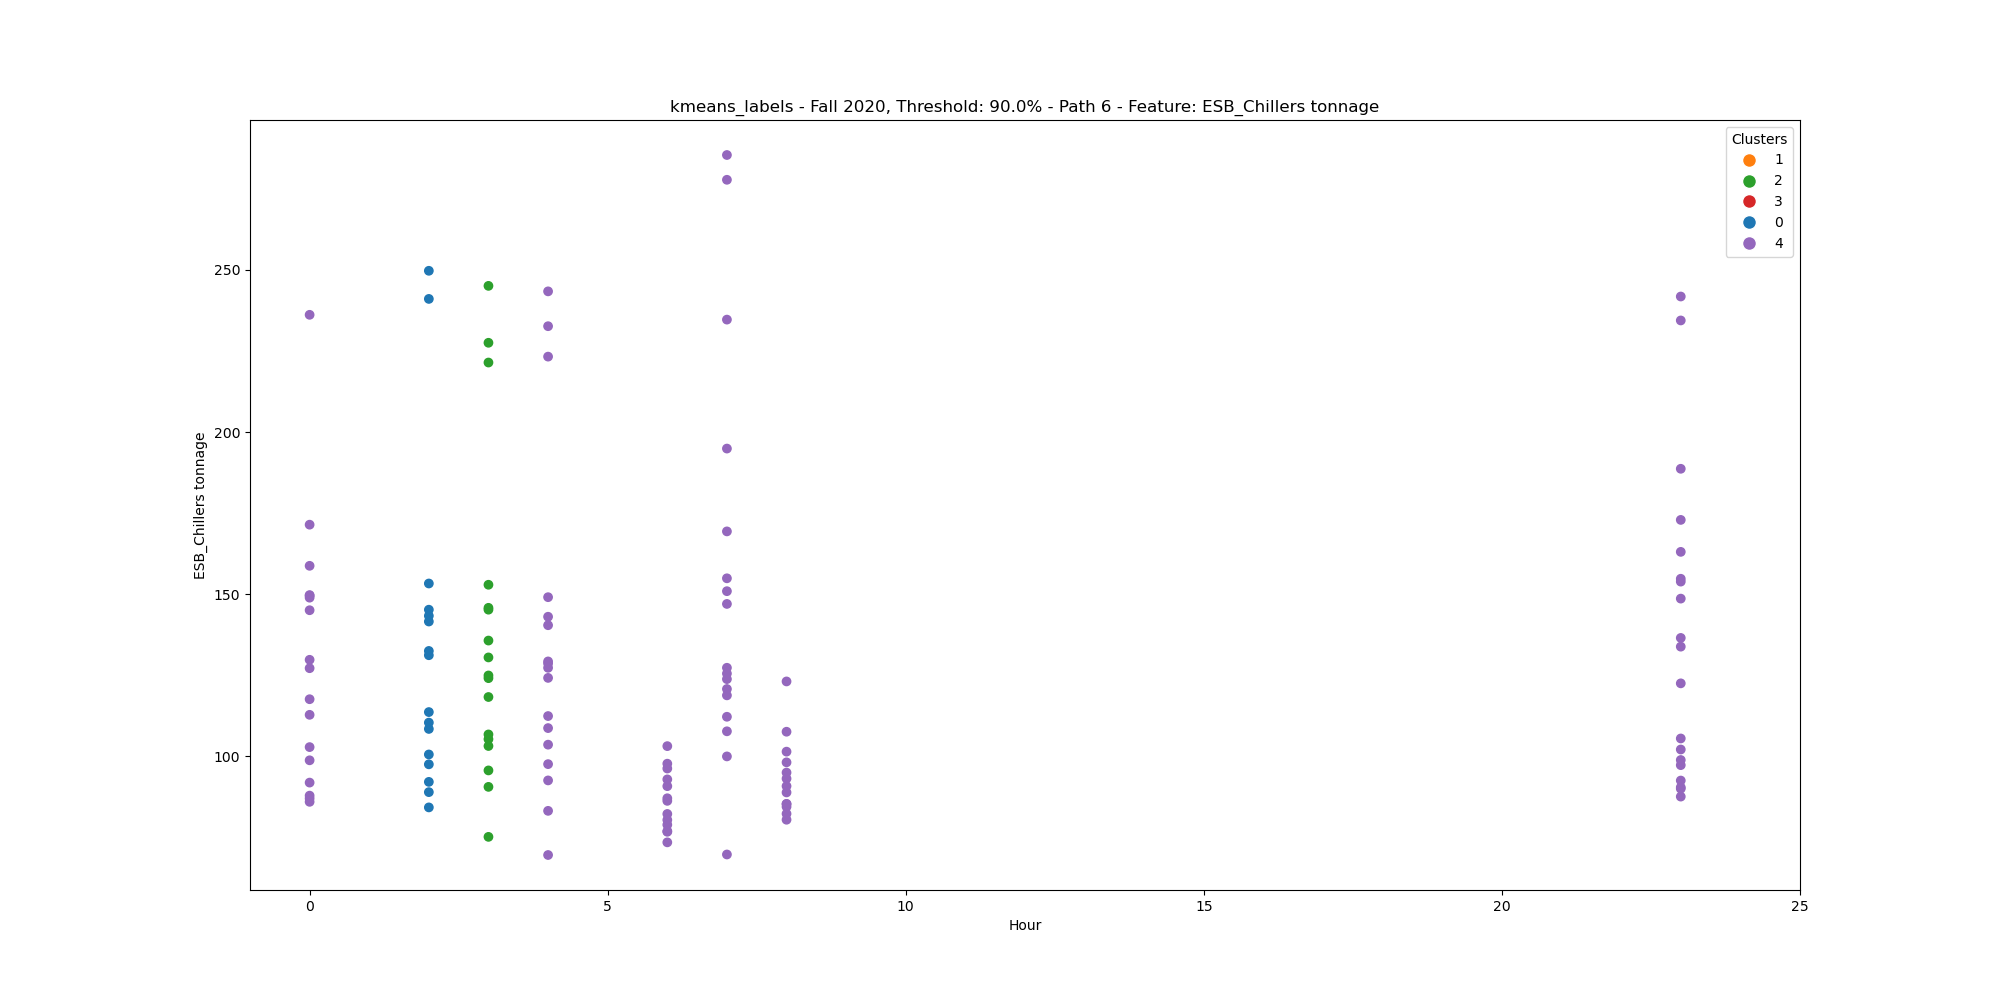 kmeans_labels - Fall 2020, Threshold: 90.0% - Path 6 - Feature: ESB_Chillers tonnage
Clusters
1
2
3
0
4
250
200
150
100
ESB_Chillers tonnage
0 5 10 15 20 25
Hour